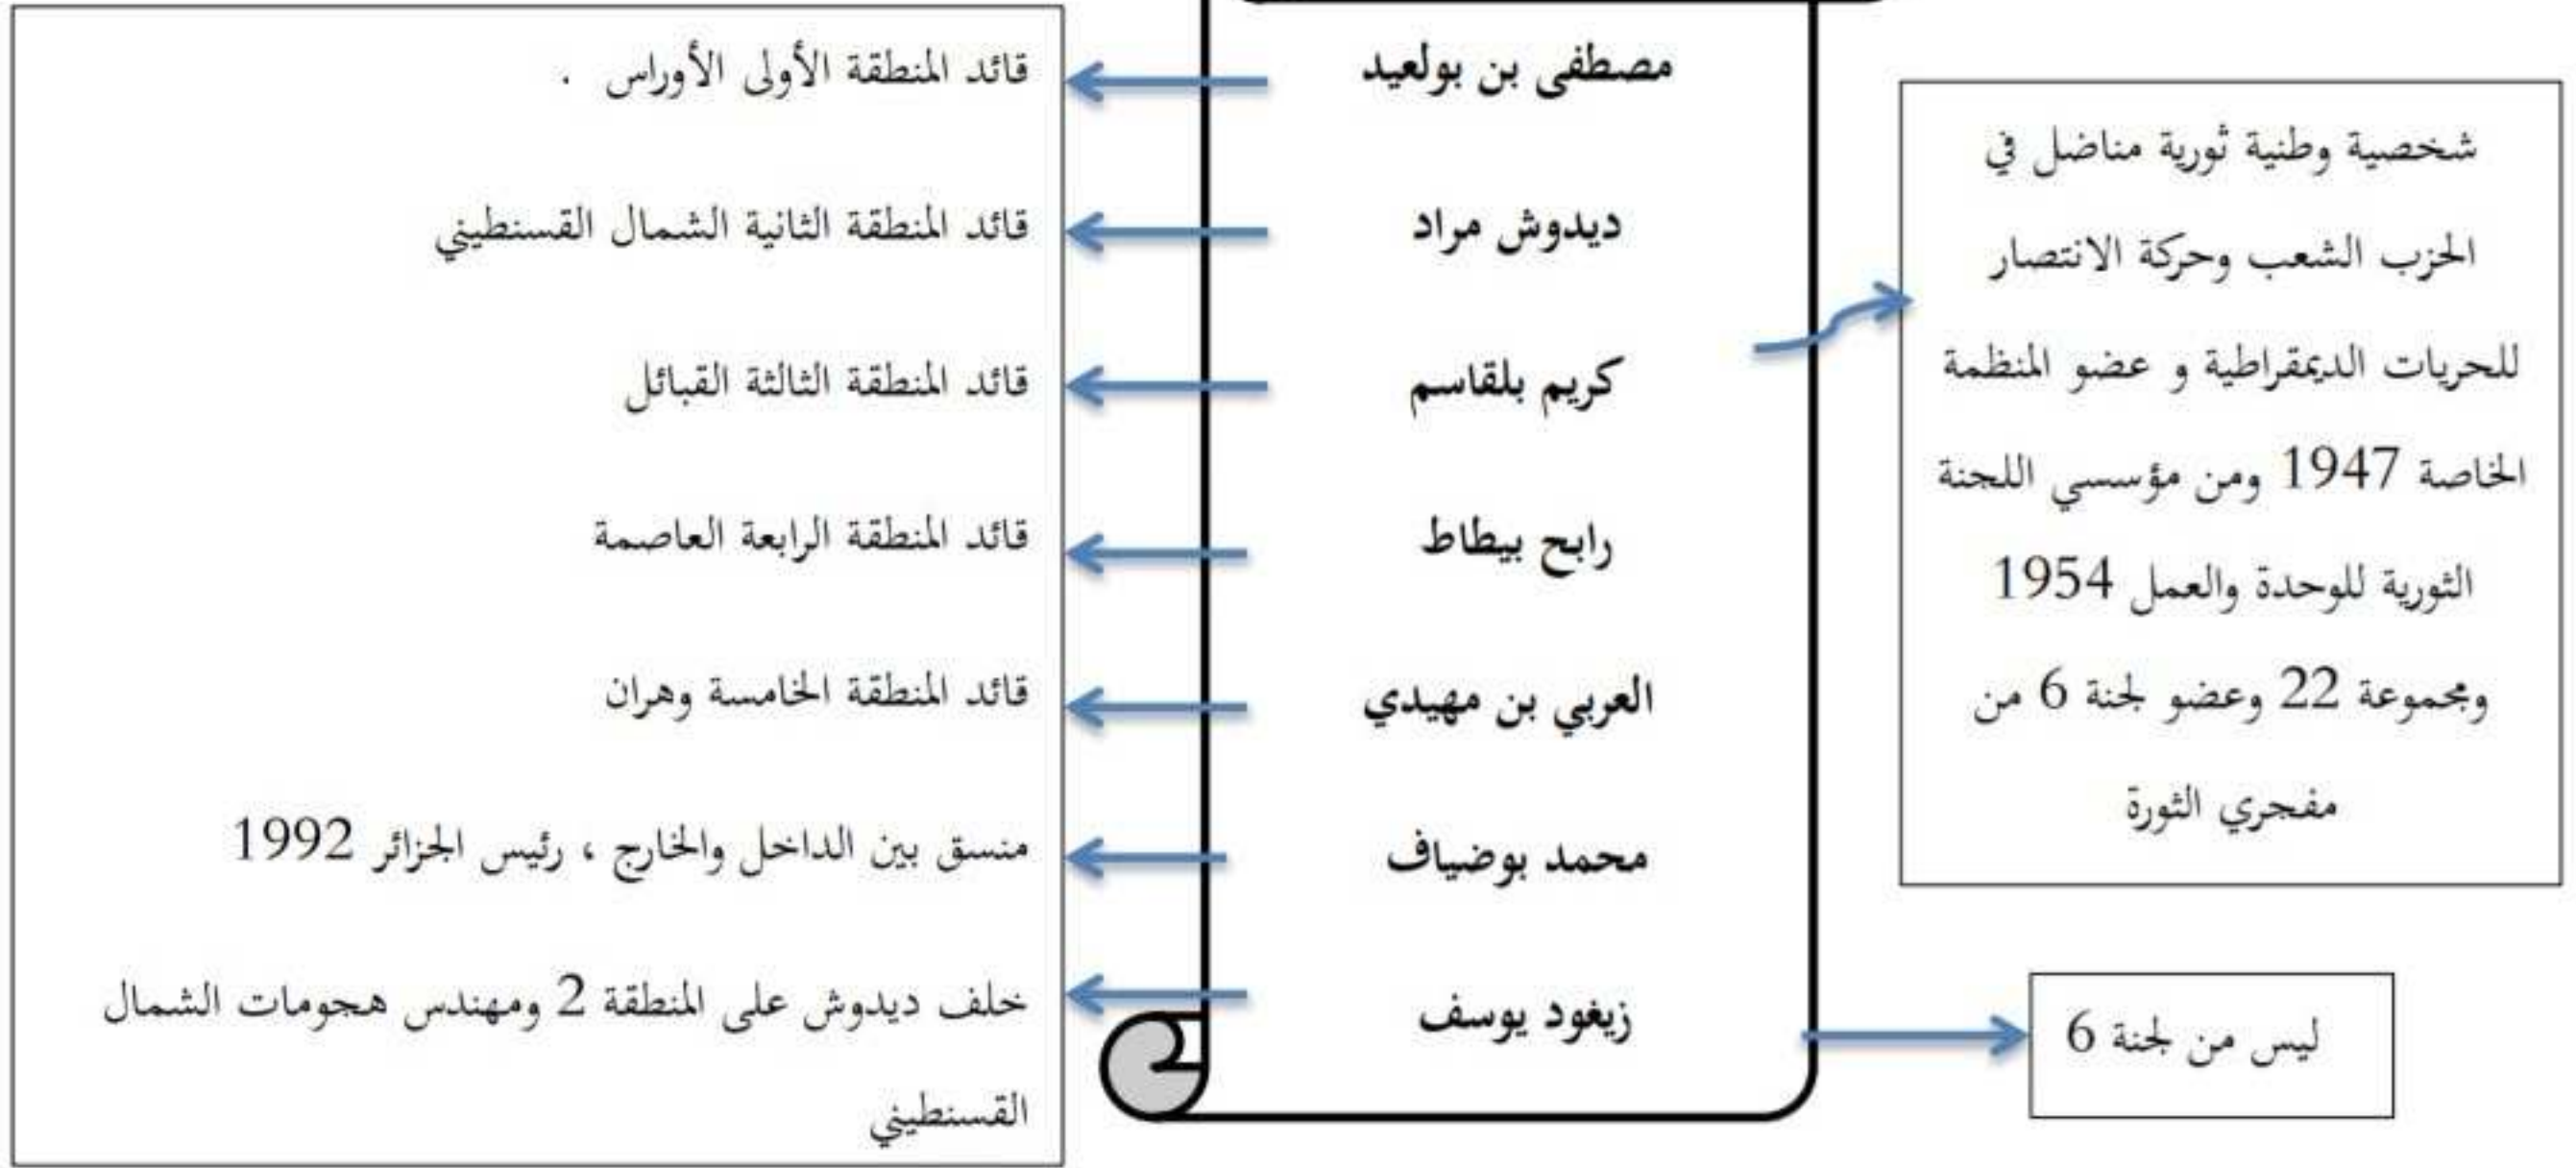 شخصية وطنية ثورية مناضل في
الحزب الشعب وحركة الانتصار
للحريات الديمقراطية و عضو المنظمة
الخاصة 1947 ومن مؤسسي اللجنة
الثورية للوحدة والعمل 1954
ومجموعة 22 وعضو لجنة 6 من
مفجري الثورة
ليس من لجنة 6
مصطفى بن بولعيد
ديدوش مراد
كريم بلقاسم
رابح بيطاط
العربي بن مهيدي
محمد بوضياف
زيغود يوسف
قائد المنطقة الأولى الأوراس .
قائد المنطقة الثانية الشمال القسنطيني
قائد المنطقة الثالثة القبائل
قائد المنطقة الرابعة العاصمة
قائد المنطقة الخامسة وهران
منسق بين الداخل والخارج ، رئيس الجزائر 1992
خلف ديدوش على المنطقة 2 ومهندس هجومات الشمال
القسنطيني